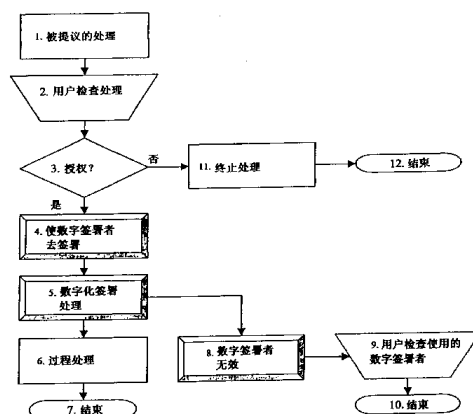 1. 被提议的处理
2. 用户检查处理
3. 授权?
否
11. 终止处理
12. 结束
是
4. 使数字签署者
去签署
5. 数字化签署
处理
6. 过程处理
7. 结束
8. 数字签署者
无效
9. 用户检查使用的
数字签署者
10. 结束